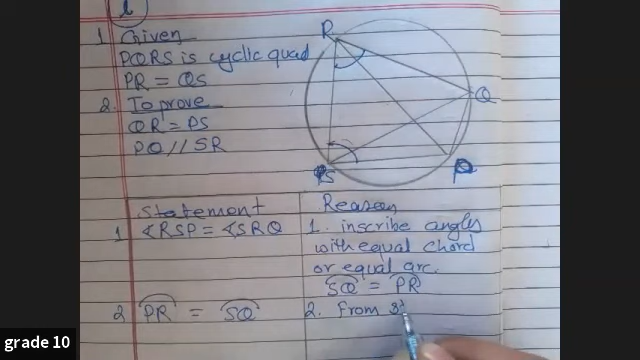 1 Given
PQRS is cyclic quad
PR = QS
2. To prove
QR = PS
PQ // SR
R
Q
S
P
Statement Reason
1 ∢RSP = ∢SRQ 1. inscribe angles
with equal chord
or equal arc
SQ = PR
2 PR = SQ 2. From
grade 10